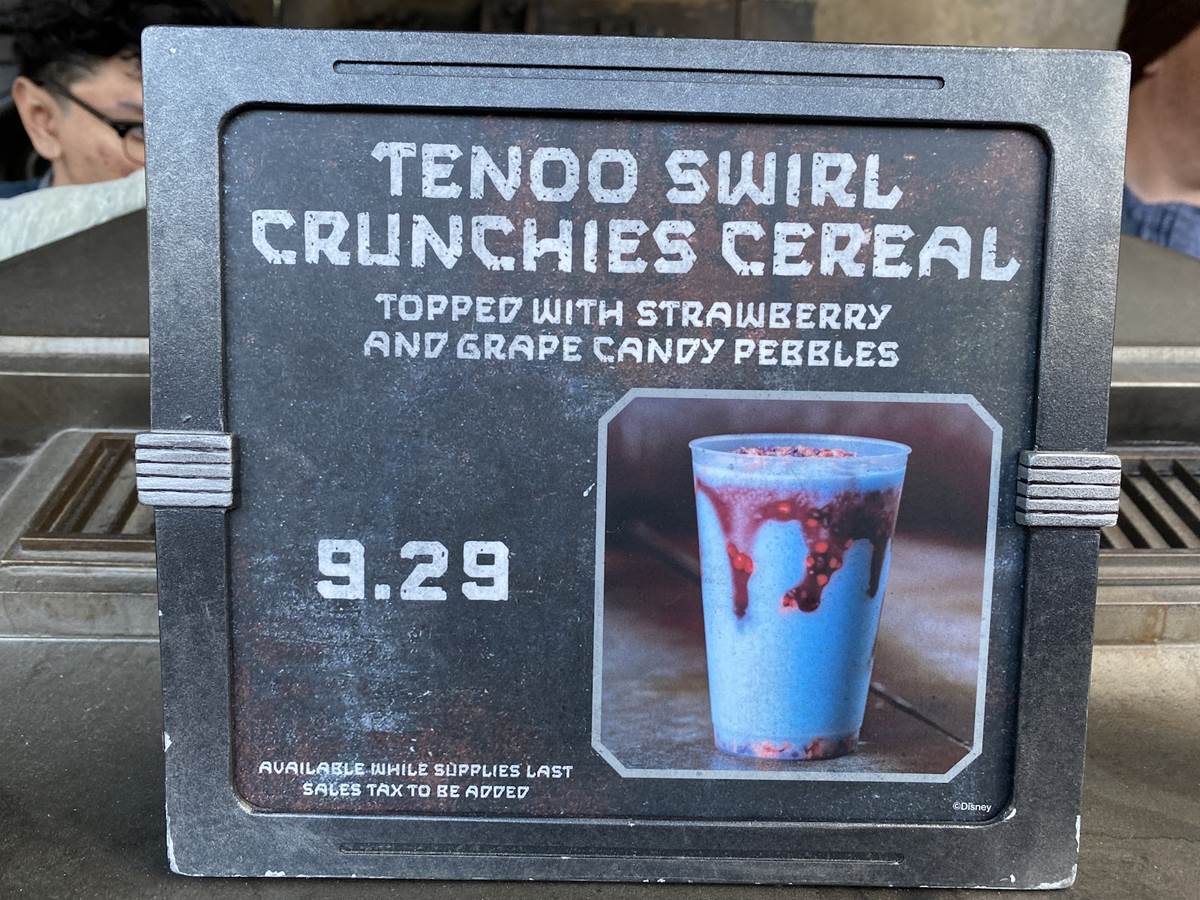 TENOO SWIRL
CRUNCHIES CEREAL
TOPPED WITH STRAWBERRY
AND GRAPE CANDY PEBBLES
9.29
AVAILABLE WHILE SUPPLIES LAST
SALES TAX TO BE ADDED
©Disney